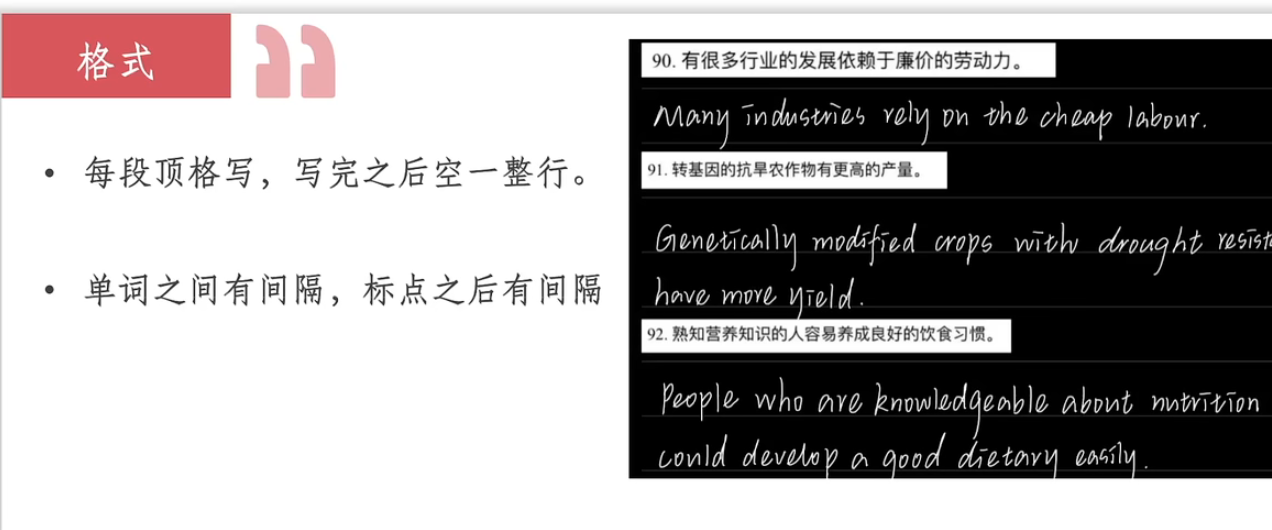 格式
每段顶格写，写完之后空一整行。
单词之间有间隔，标点之后有间隔
90. 有很多行业的发展依赖于廉价的劳动力。
Many industries rely on the cheap labour.
91. 转基因的抗旱农作物有更高的产量。
Genetically modified crops with drought
have more yield.
92. 熟知营养知识的人容易养成良好的饮食习惯。
People who are knowledgeable about nutrition
could develop a good dietary easily.